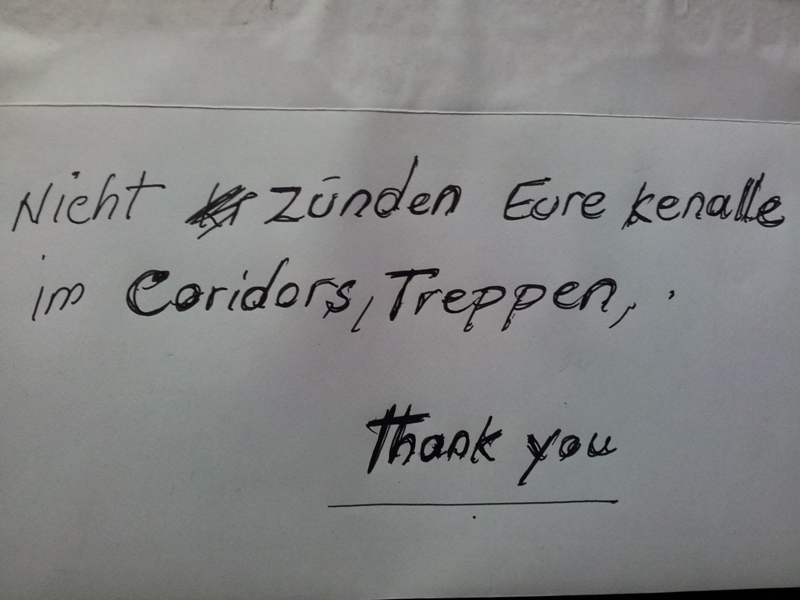 Nicht zünden Eure kenalle
im Coridors, Treppen,.
Thank you